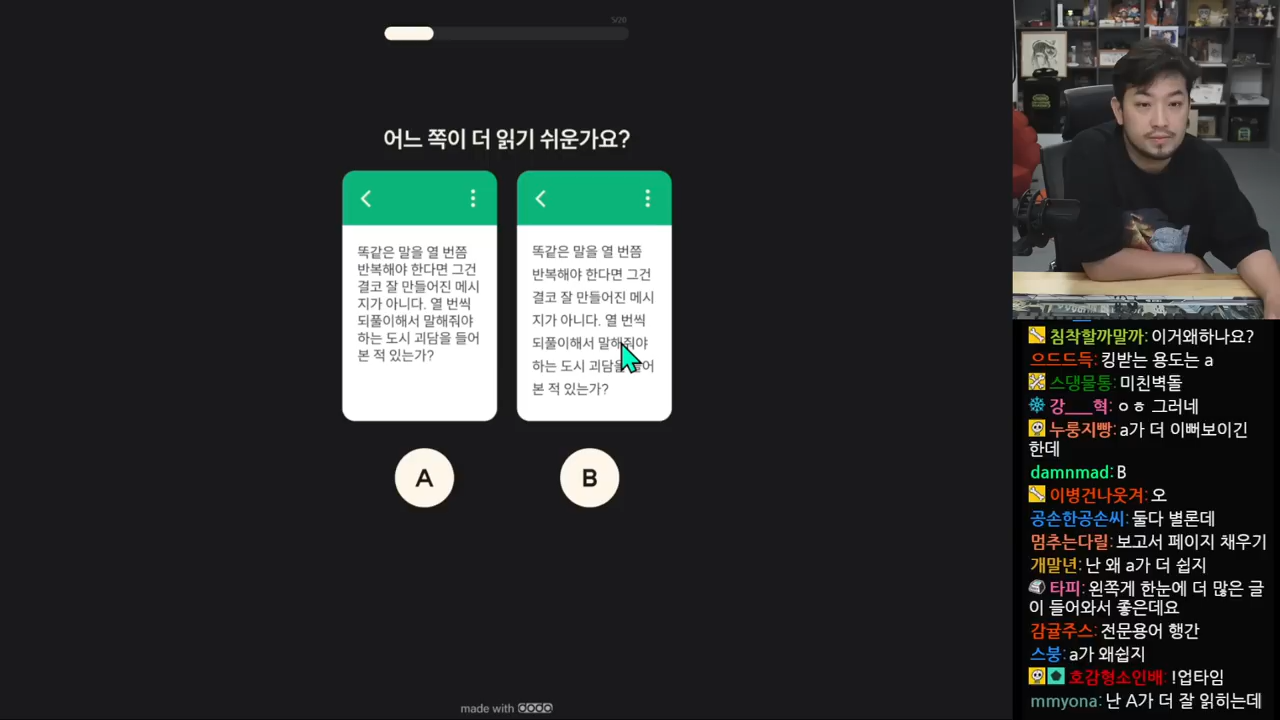 5/20
어느 쪽이 더 읽기 쉬운가요?
똑같은 말을 열 번쯤
반복해야 한다면 그건
결코 잘 만들어진 메시
지가 아니다. 열 번씩
되풀이해서 말해줘야
하는 도시 괴담을 들어
본 적 있는가?
똑같은 말을 열 번쯤
반복해야 한다면 그건
결코 잘 만들어진 메시
지가 아니다. 열 번씩
되풀이해서 말해줘야
하는 도시 괴담을 들어
본 적 있는가?
A
B
made with dodo
침착할까말까: 이거왜하나요?
으드드득: 킹받는 용도는 a
스댕물통: 미친벽돌
강___혁: ㅇㅎ 그러네
누룽지빵: a가 더 이뻐보이긴
한데
damnmad: B
이병건나웃겨: 오
공손한공손씨: 둘다 별론데
멈추는다릴: 보고서 페이지 채우기
개말년: 난 왜 a가 더 쉽지
타피: 왼쪽게 한눈에 더 많은 글
이 들어와서 좋은데요
감귤주스: 전문용어 행간
스붕: a가 왜쉽지
호감형소인배: !업타임
mmyona: 난 A가 더 잘 읽히는데